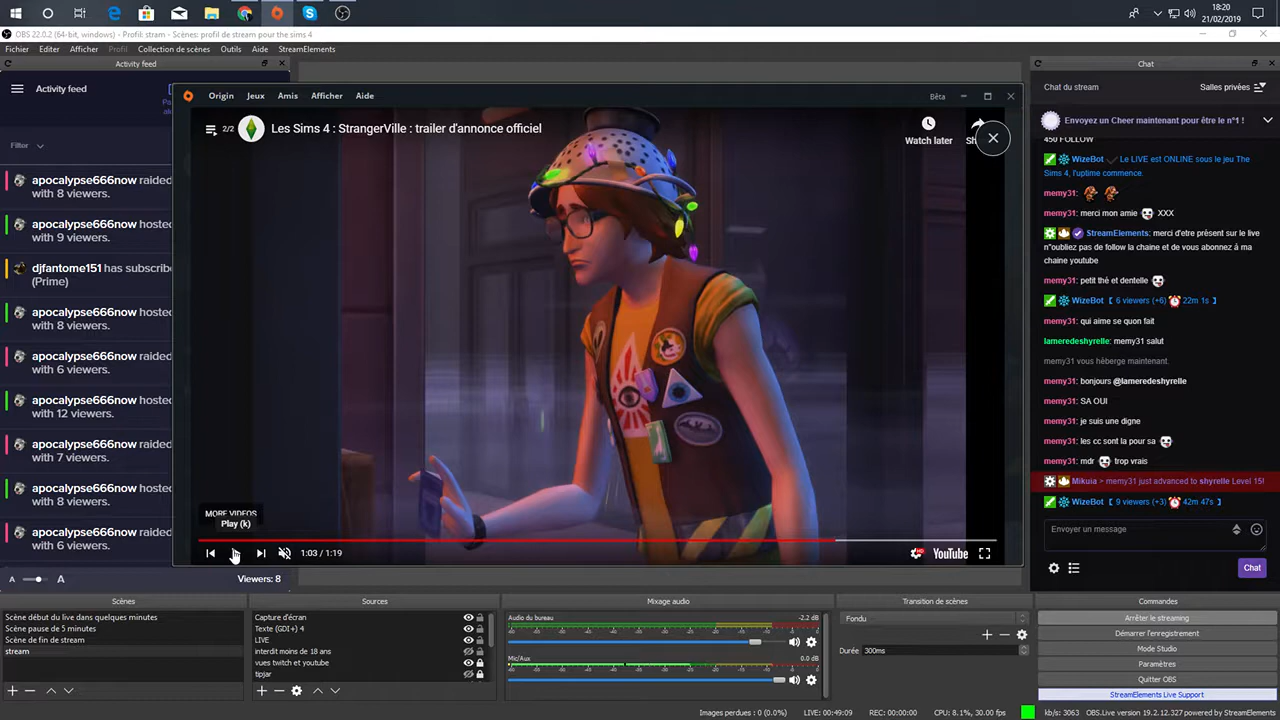 18:20
21/02/2019
OBS 22.0.2 (64-bit, windows) - Profil: stram - Scènes: profil de stream pour the sims 4
Fichier Editer Afficher Profil Collection de scènes Outils Aide StreamElements
Activity feed
Activity feed
Filter
apocalypse666now raided
with 8 viewers.
apocalypse666now hosted
with 9 viewers.
djfantome151 has subscribe
(Prime)
apocalypse666now hosted
with 8 viewers.
apocalypse666now raided
with 6 viewers.
apocalypse666now hosted
with 12 viewers.
apocalypse666now raided
with 7 viewers.
apocalypse666now hosted
with 8 viewers.
apocalypse666now raided
with 6 viewers.
A A Viewers: 8
Origin Jeux Amis Afficher Aide Bêta
2/2 Les Sims 4 : StrangerVille : trailer d'annonce officiel
Watch later
MORE VIDEOS
Play (k)
1:03 / 1:19
HD
YouTube
Chat
Chat du stream Salles privées
Envoyez un Cheer maintenant pour être le n°1 !
450 FOLLOW
WizeBot Le LIVE est ONLINE sous le jeu The
Sims 4, l'uptime commence.
memy31:
memy31: merci mon amie XXX
StreamElements: merci d'etre présent sur le live
n"oubliez pas de follow la chaine et de vous abonnez á ma
chaine youtube
memy31: petit thé et dentelle
WizeBot [ 6 viewers (+6) 22m 1s ]
memy31: qui aime se quon fait
lameredeshyrelle: memy31 salut
memy31 vous héberge maintenant.
memy31: bonjours @lameredeshyrelle
memy31: SA OUI
memy31: je suis une digne
memy31: les cc sont la pour sa
memy31: mdr trop vrais
Mikuia > memy31 just advanced to shyrelle Level 15!
WizeBot [ 9 viewers (+3) 42m 47s ]
Envoyer un message
Chat
Scènes
Scène début du live dans quelques minutes
Scène pause de 5 minutes
Scène de fin de stream
stream
Sources
Capture d'écran
Texte (GDI+) 4
LIVE
interdit moins de 18 ans
vues twitch et youtube
tipjar
Mixage audio
Audio du bureau -2.2 dB
Mic/Aux 0.0 dB
Transition de scènes
Fondu
Durée 300ms
Commandes
Arrêter le streaming
Démarrer l'enregistrement
Mode Studio
Paramètres
Quitter OBS
StreamElements Live Support
Images perdues : 0 (0.0%) LIVE: 00:49:09 REC: 00:00:00 CPU: 8.1%, 30.00 fps kb/s: 3063 OBS.Live version 19.2.12.327 powered by StreamElements